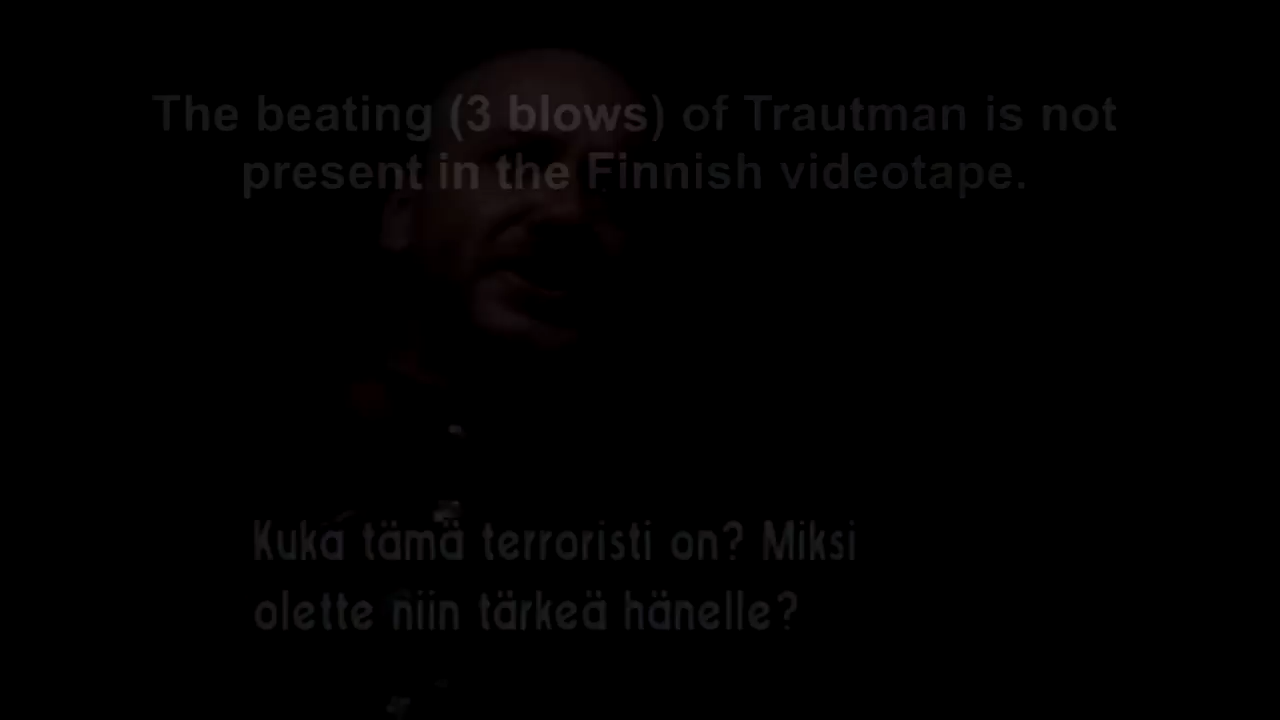 The beating (3 blows) of Trautman is not
present in the Finnish videotape.
Kuka tämä terroristi on? Miksi
olette niin tärkeä hänelle?